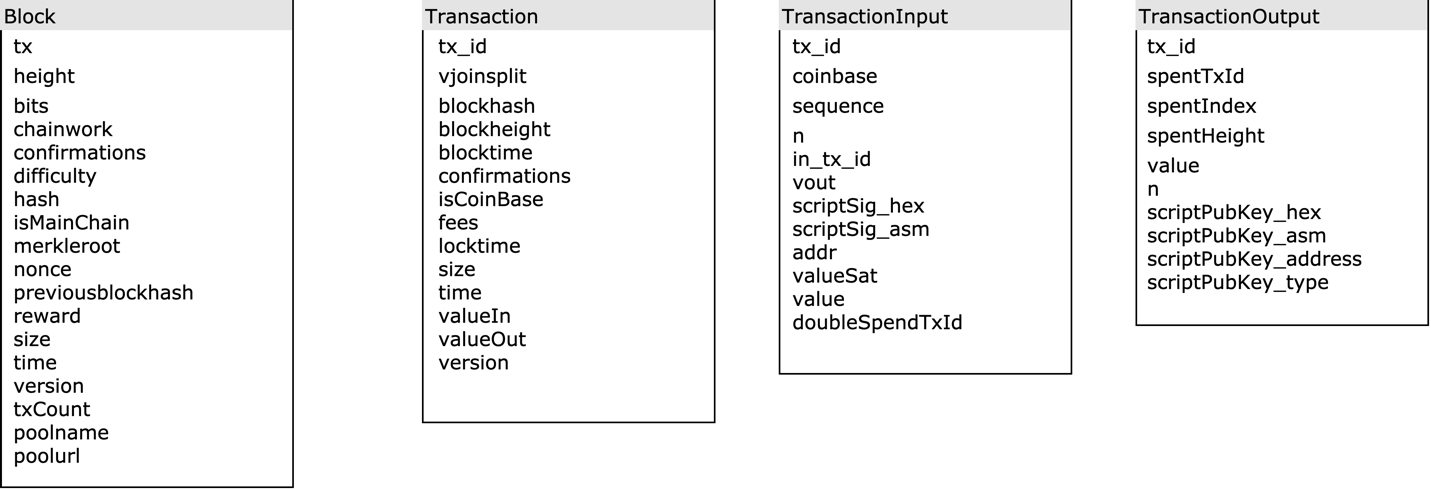 Block
tx
height
bits
chainwork
confirmations
difficulty
hash
isMainChain
merkleroot
nonce
previousblockhash
reward
size
time
version
txCount
poolname
poolurl
Transaction
tx_id
vjoinsplit
blockhash
blockheight
blocktime
confirmations
isCoinBase
fees
locktime
size
time
valueIn
valueOut
version
TransactionInput
tx_id
coinbase
sequence
n
in_tx_id
vout
scriptSig_hex
scriptSig_asm
addr
valueSat
value
doubleSpendTxId
TransactionOutput
tx_id
spentTxId
spentIndex
spentHeight
value
n
scriptPubKey_hex
scriptPubKey_asm
scriptPubKey_address
scriptPubKey_type